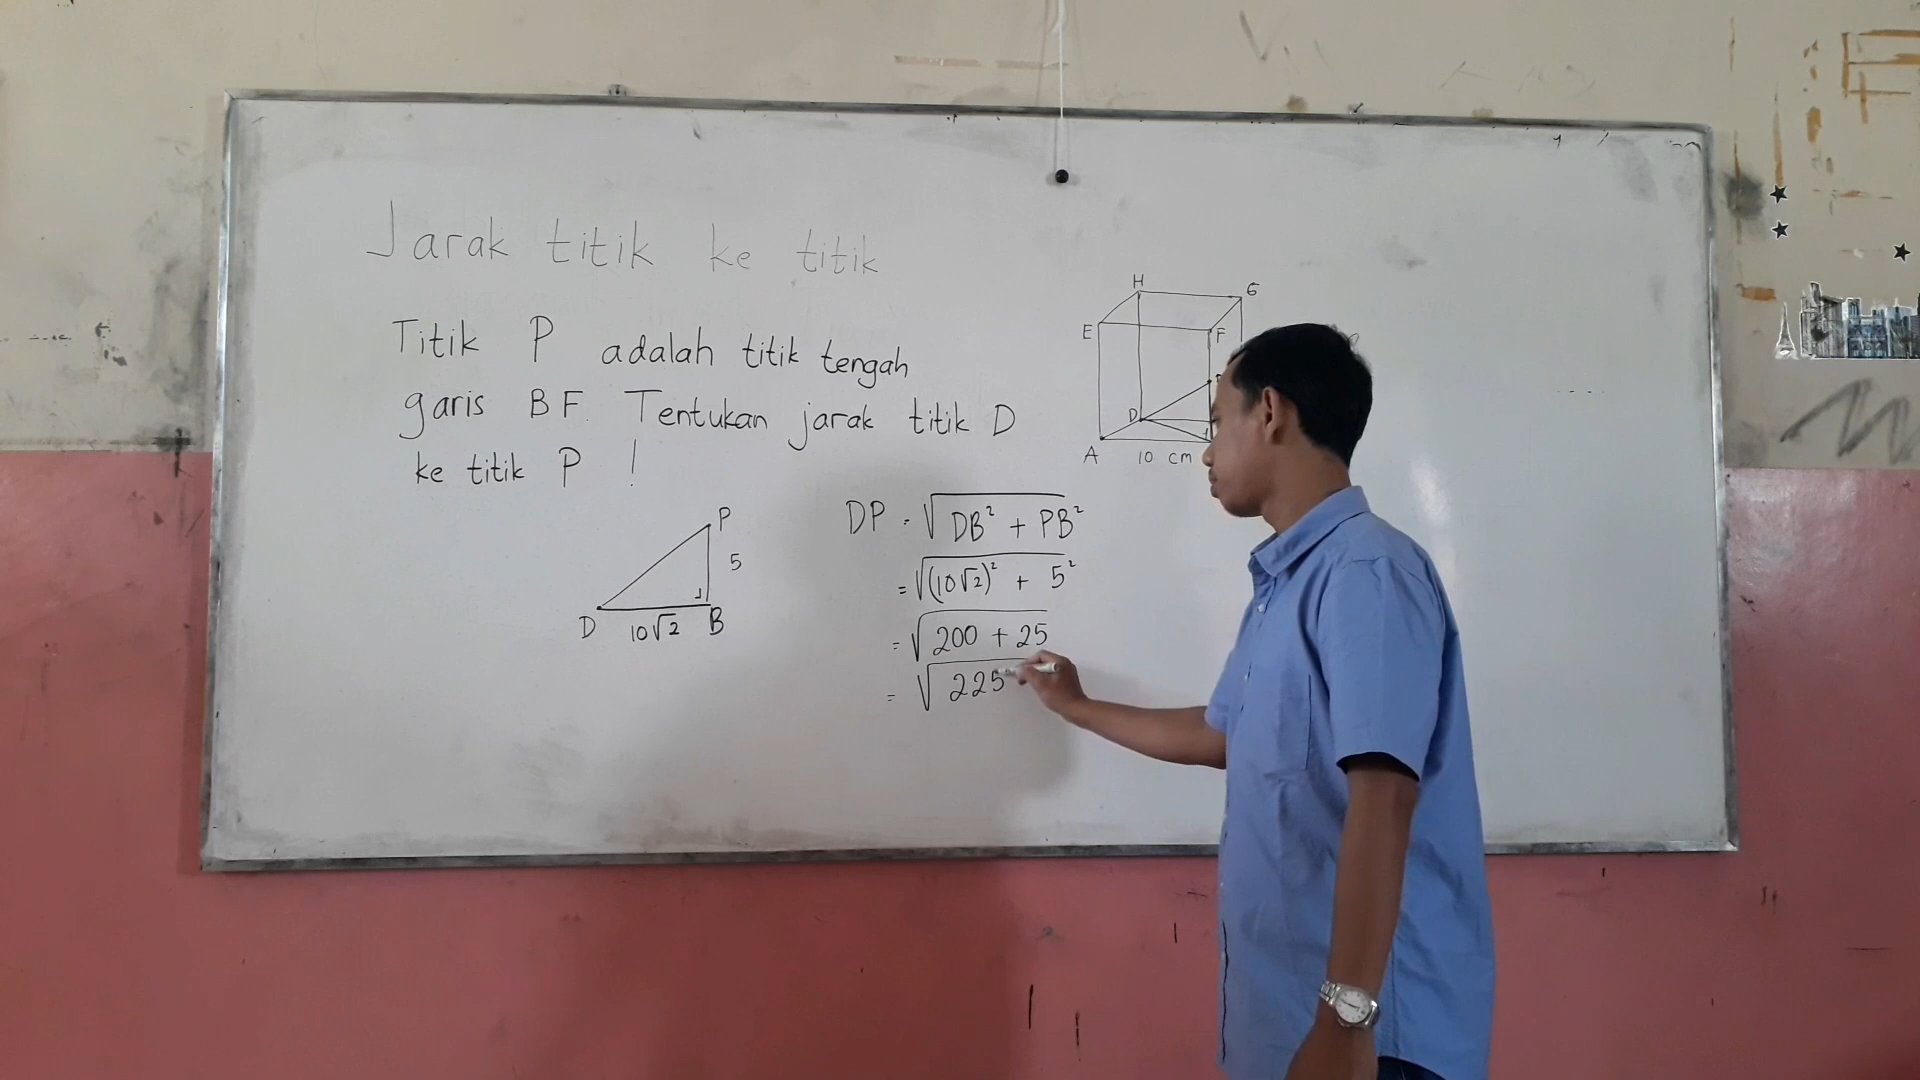 Jarak titik ke titik
Titik P adalah titik tengah
garis BF. Tentukan jarak titik D
ke titik P !
H
G
E
F
D
A
10 cm
P
5
D
10√2
B
DP = √DB² + PB²
= √(10√2)² + 5²
= √200 + 25
= √225